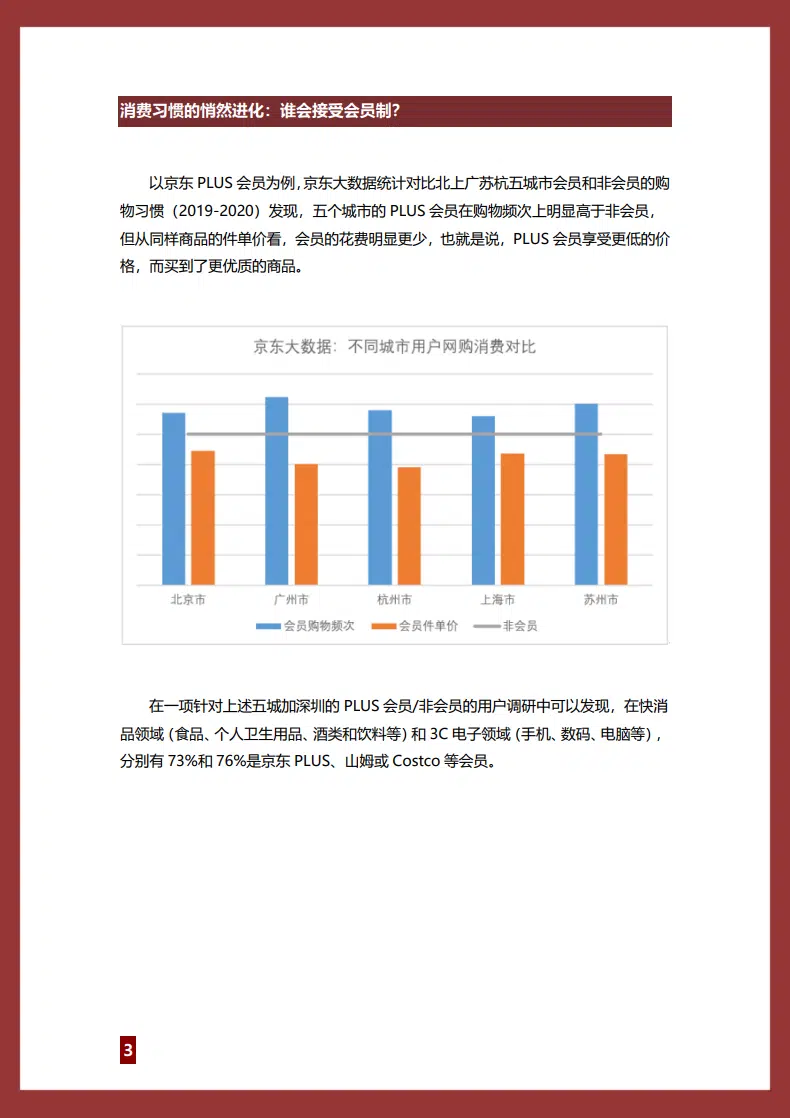 消费习惯的悄然进化：谁会接受会员制？
以京东 PLUS 会员为例，京东大数据统计对比北上广苏杭五城市会员和非会员的购
物习惯（2019-2020）发现，五个城市的 PLUS 会员在购物频次上明显高于非会员，
但从同样商品的件单价看，会员的花费明显更少，也就是说，PLUS 会员享受更低的价
格，而买到了更优质的商品。
京东大数据：不同城市用户网购消费对比
北京市 广州市 杭州市 上海市 苏州市
会员购物频次 会员件单价 非会员
在一项针对上述五城加深圳的 PLUS 会员/非会员的用户调研中可以发现，在快消
品领域（食品、个人卫生用品、酒类和饮料等）和 3C 电子领域（手机、数码、电脑等），
分别有 73%和 76%是京东 PLUS、山姆或 Costco 等会员。
3